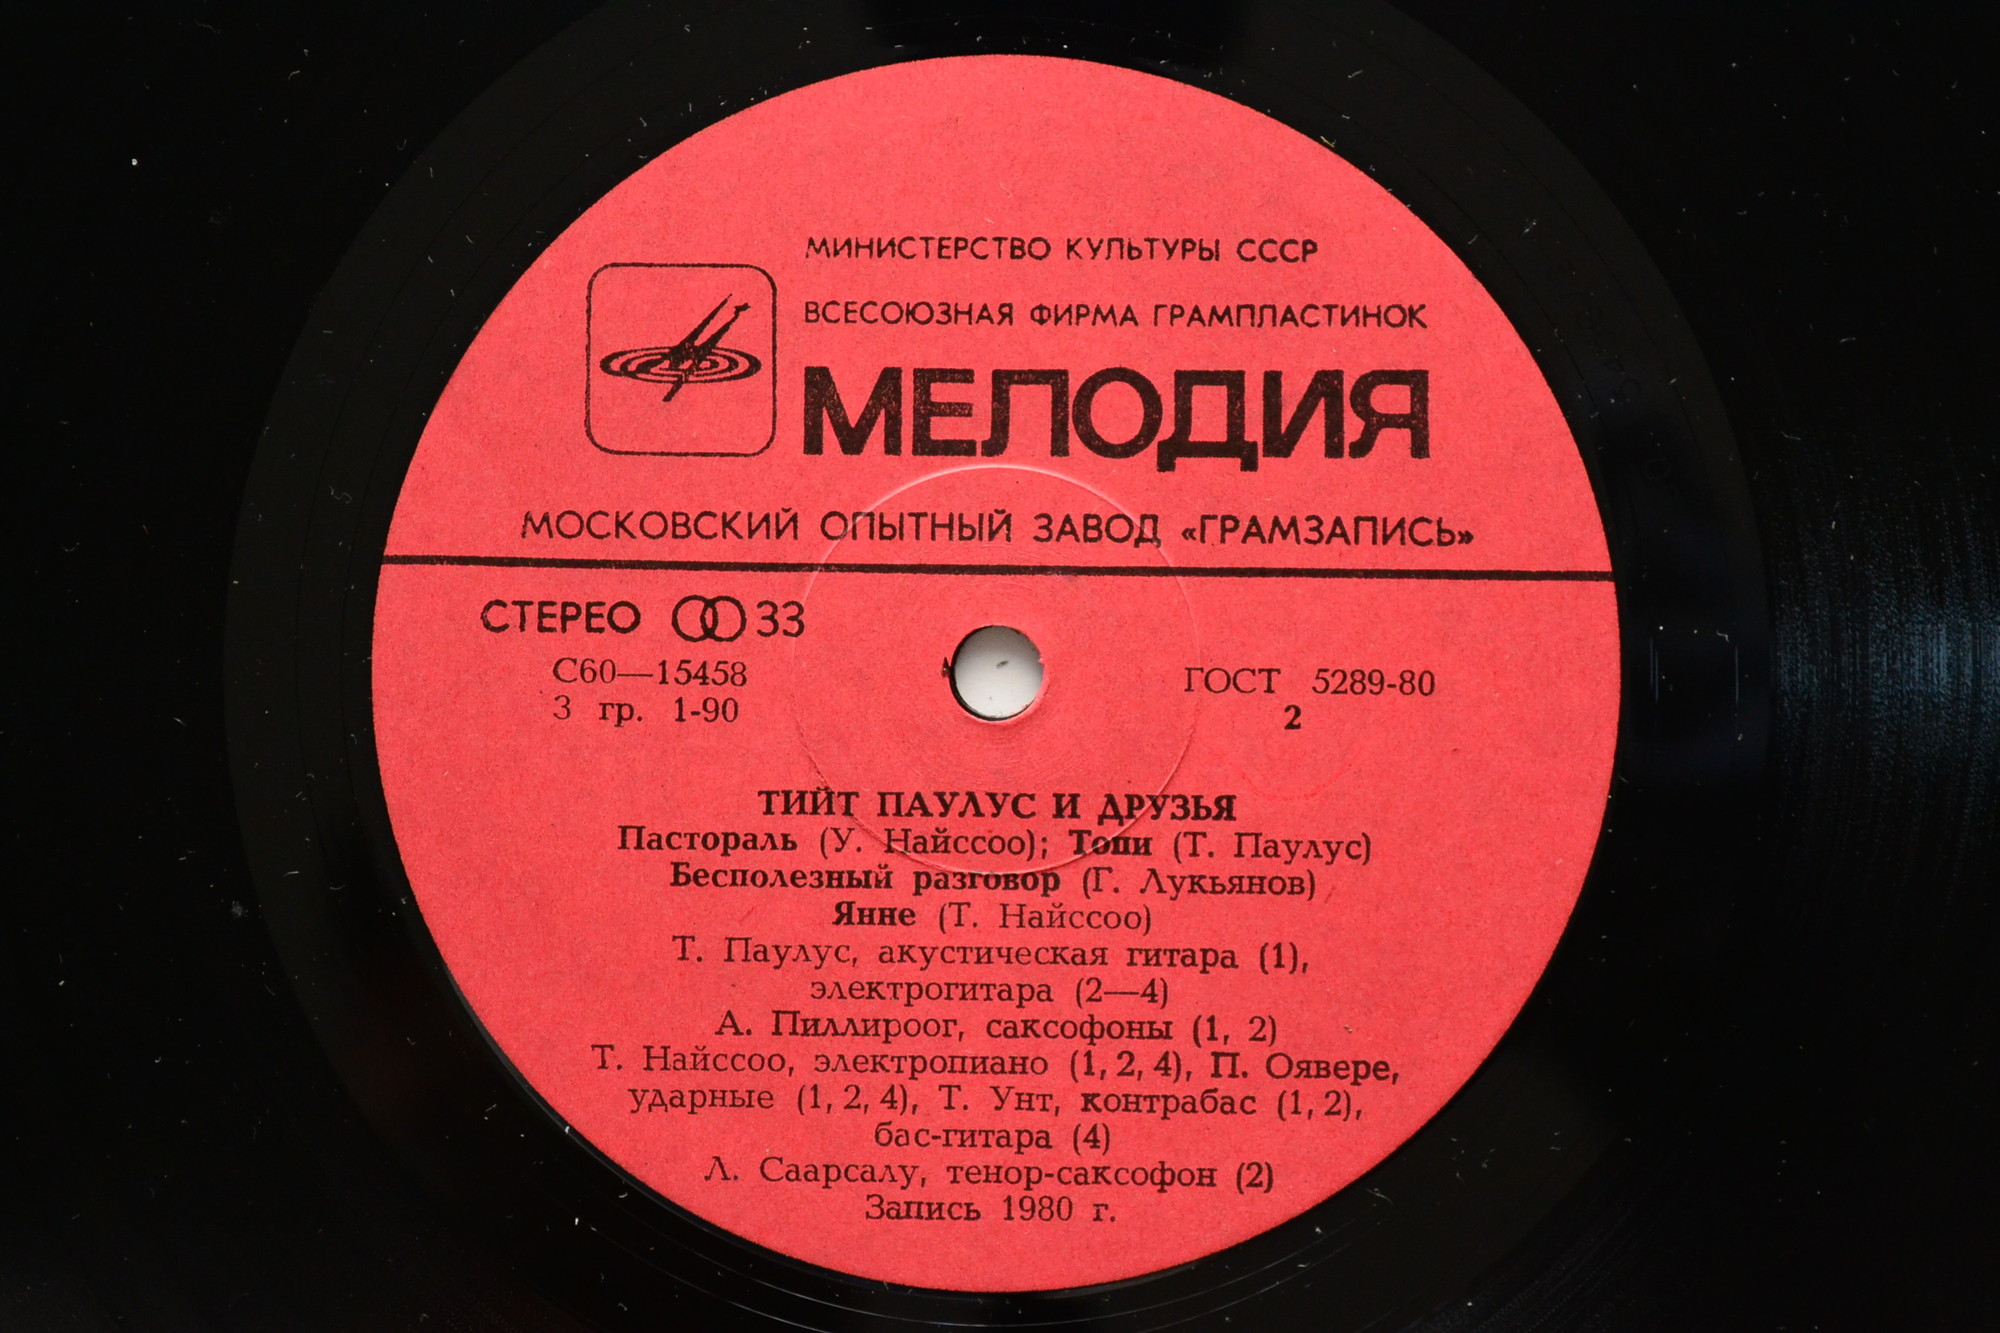 МИНИСТЕРСТВО КУЛЬТУРЫ СССР
ВСЕСОЮЗНАЯ ФИРМА ГРАМПЛАСТИНОК
МЕЛОДИЯ
МОСКОВСКИЙ ОПЫТНЫЙ ЗАВОД «ГРАМЗАПИСЬ»
СТЕРЕО 33
С60—15458
3 гр. 1-90
ГОСТ 5289-80
2
ТИЙТ ПАУЛУС И ДРУЗЬЯ
Пастораль (У. Найссоо); Топи (Т. Паулус)
Бесполезный разговор (Г. Лукьянов)
Янне (Т. Найссоо)
Т. Паулус, акустическая гитара (1),
электрогитара (2—4)
А. Пиллироог, саксофоны (1, 2)
Т. Найссоо, электропиано (1, 2, 4), П. Оявере,
ударные (1, 2, 4), Т. Унт, контрабас (1, 2),
бас-гитара (4)
Л. Саарсалу, тенор-саксофон (2)
Запись 1980 г.